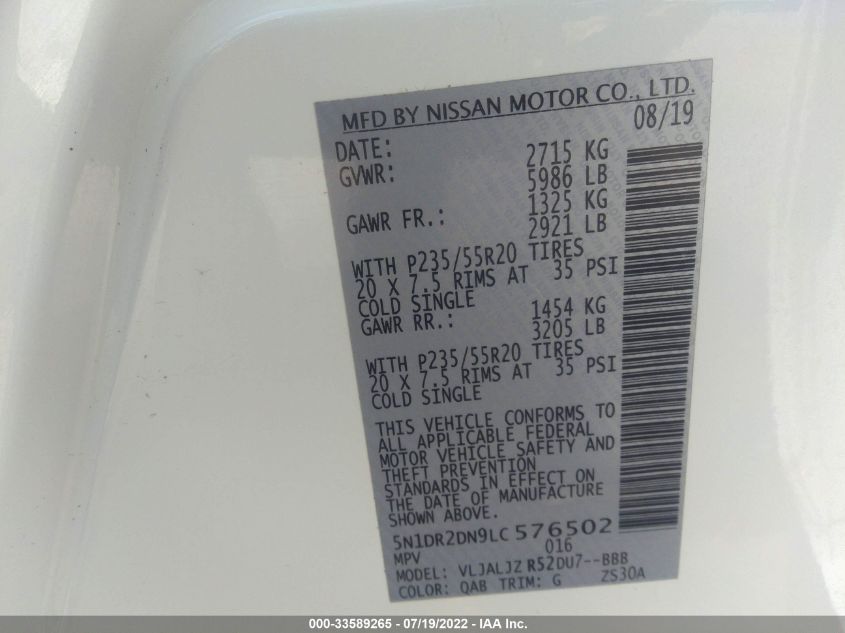 MFD BY NISSAN MOTOR CO., LTD.
DATE: 08/19
GVWR: 2715 KG
5986 LB
GAWR FR.: 1325 KG
2921 LB
WITH P235/55R20 TIRES
20 X 7.5 RIMS AT 35 PSI
COLD SINGLE
GAWR RR.: 1454 KG
3205 LB
WITH P235/55R20 TIRES
20 X 7.5 RIMS AT 35 PSI
COLD SINGLE
THIS VEHICLE CONFORMS TO
ALL APPLICABLE FEDERAL
MOTOR VEHICLE SAFETY AND
THEFT PREVENTION
STANDARDS IN EFFECT ON
THE DATE OF MANUFACTURE
SHOWN ABOVE.
5N1DR2DN9LC576502
MPV 016
MODEL: VLJALJZ R52DU7--BBB
COLOR: QAB TRIM: G ZS30A
000-33589265 - 07/19/2022 - IAA Inc.